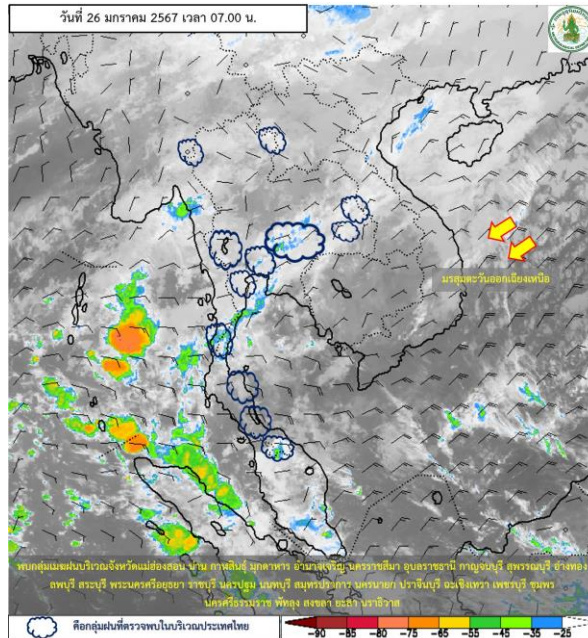 วันที่ 26 มกราคม 2567 เวลา 07.00 น.
มรสุมตะวันออกเฉียงเหนือ
พบกลุ่มเมฆฝนบริเวณจังหวัดแม่ฮ่องสอน น่าน กาฬสินธุ์ มุกดาหาร อำนาจเจริญ นครราชสีมา อุบลราชธานี กาญจนบุรี สุพรรณบุรี อ่างทอง
ลพบุรี สระบุรี พระนครศรีอยุธยา ราชบุรี นครปฐม นนทบุรี สมุทรปราการ นครนายก ปราจีนบุรี ฉะเชิงเทรา เพชรบุรี ชุมพร
นครศรีธรรมราช พัทลุง สงขลา ยะลา นราธิวาส
คือกลุ่มฝนที่ตรวจพบในบริเวณประเทศไทย
-90 -85 -80 -75 -65 -55 -45 -35 -25